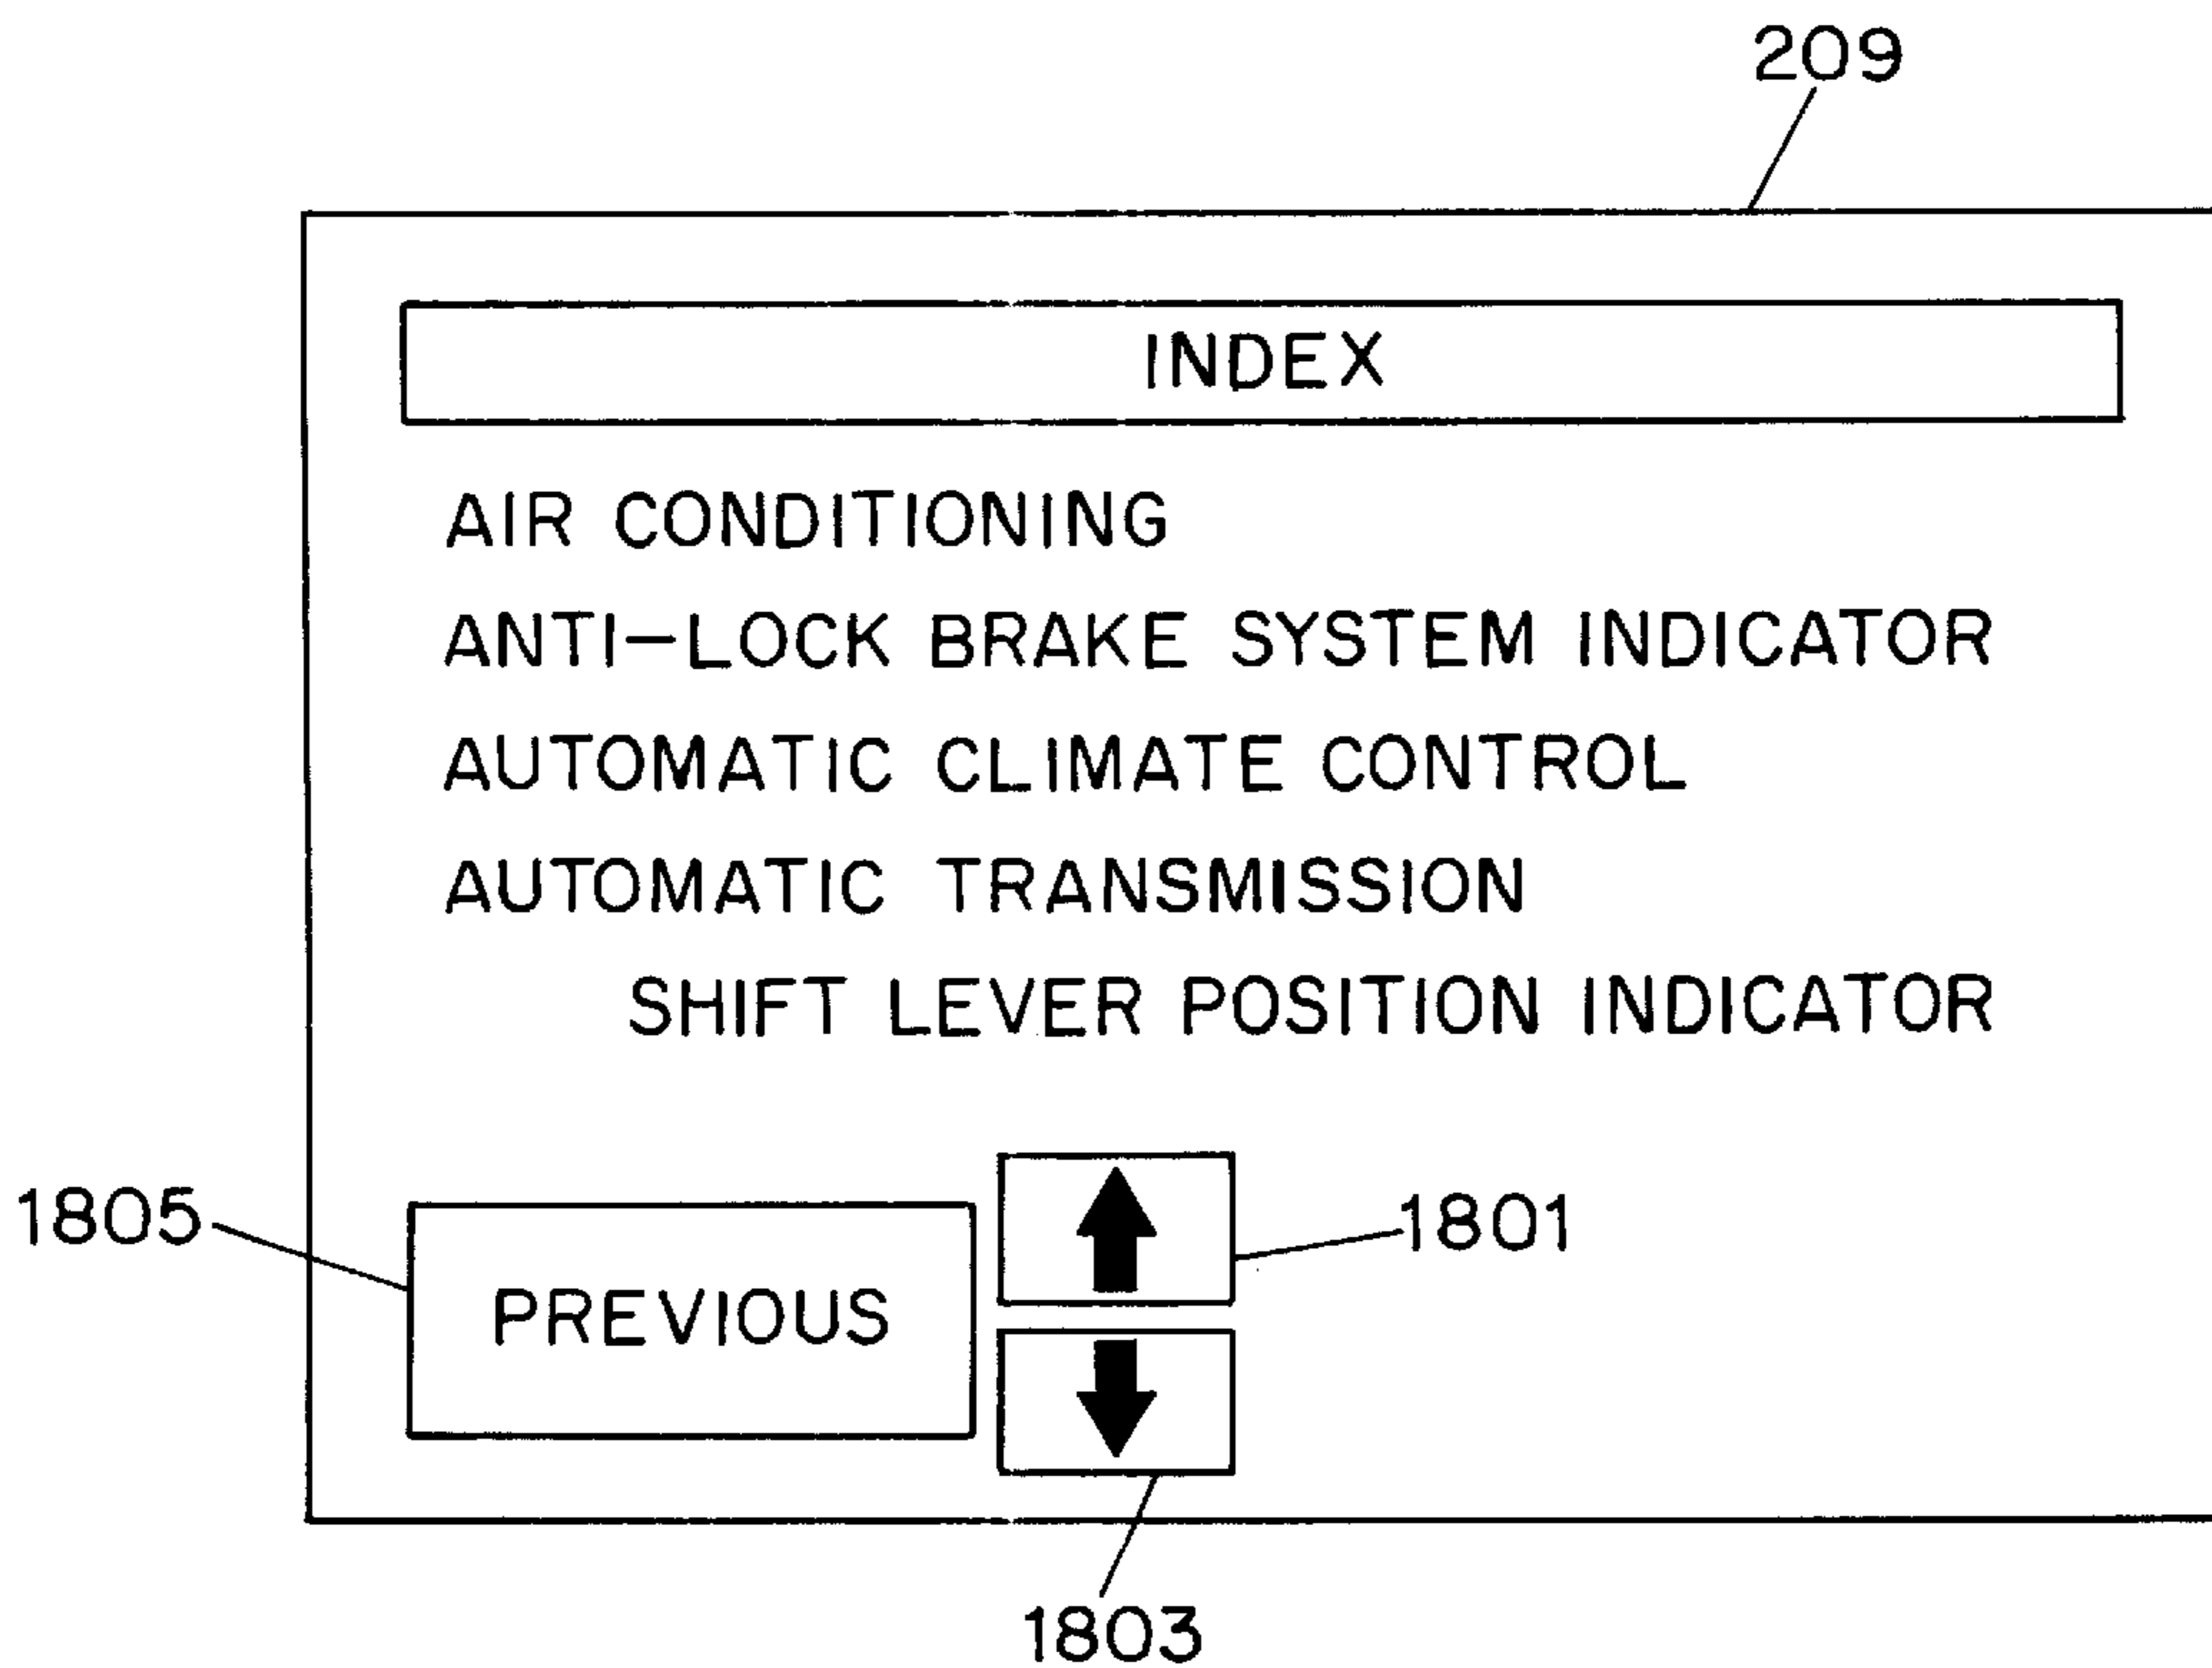 209
INDEX
AIR CONDITIONING
ANTI-LOCK BRAKE SYSTEM INDICATOR
AUTOMATIC CLIMATE CONTROL
AUTOMATIC TRANSMISSION
SHIFT LEVER POSITION INDICATOR
1805
1801
PREVIOUS
1803